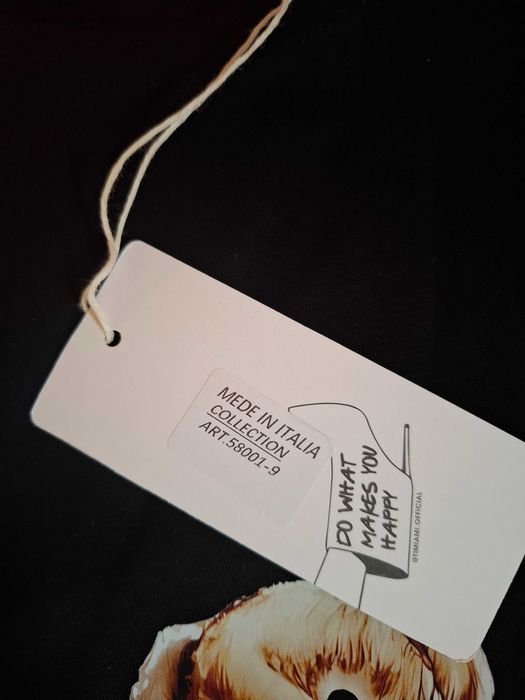 MEDE IN ITALIA
COLLECTION
ART.58001-9
DO WHAT
MAKES YOU
HAPPY
@TIMIAMI.OFFICIAL